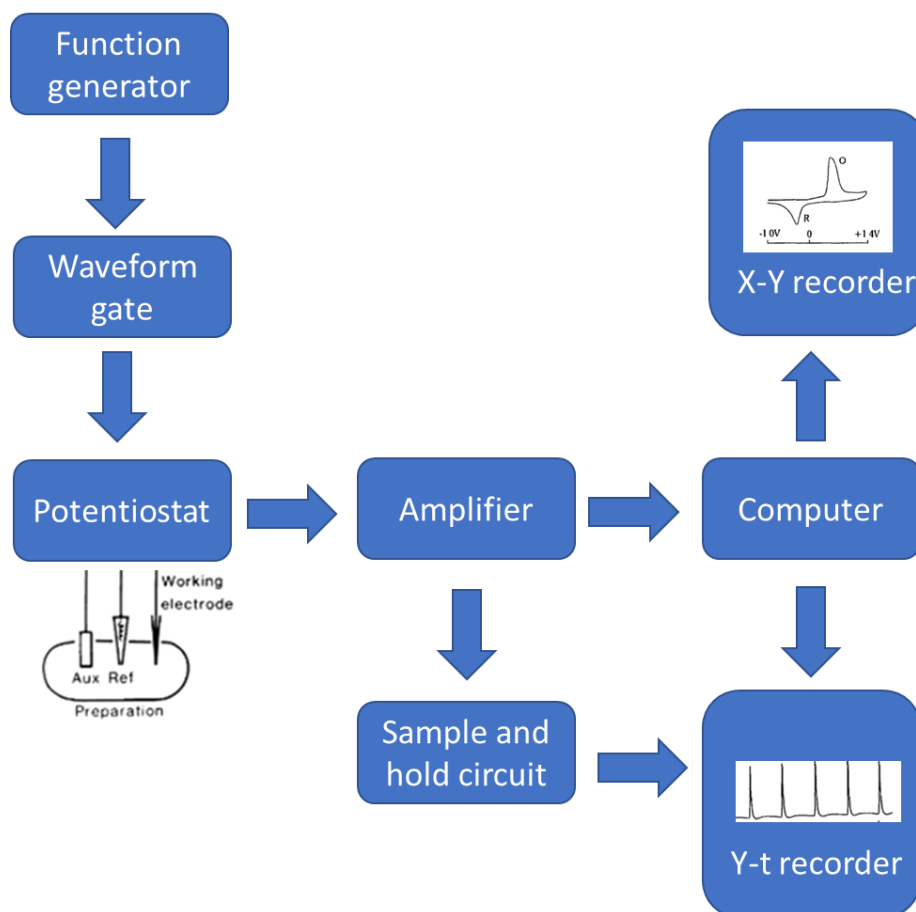 Function
generator
Waveform
gate
Potentiostat
Working
electrode
Aux Ref
Preparation
Amplifier
Sample and
hold circuit
Computer
O
R
-1 0V 0 +1 4V
X-Y recorder
Y-t recorder